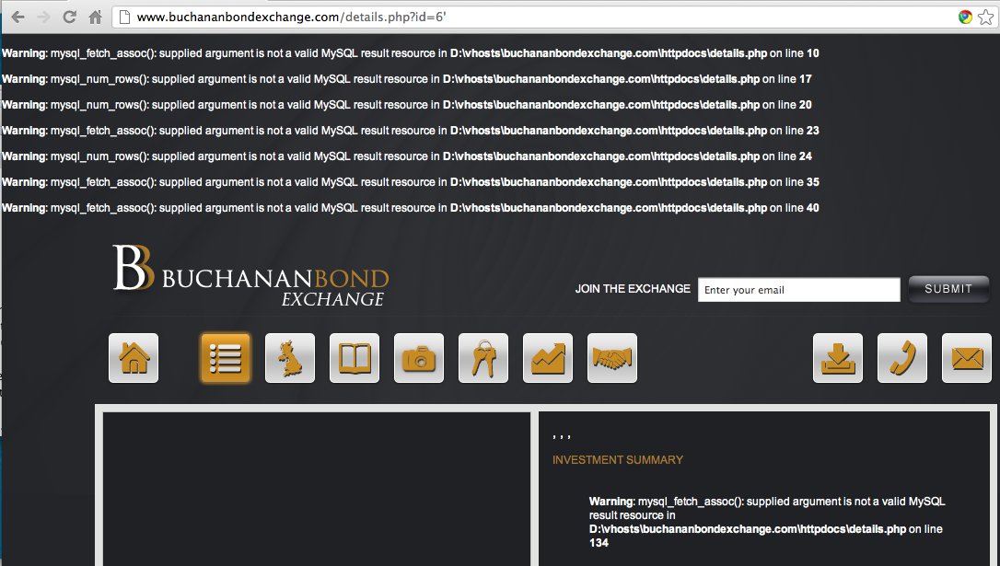 www.buchananbondexchange.com/details.php?id=6'
Warning: mysql_fetch_assoc(): supplied argument is not a valid MySQL result resource in D:\vhosts\buchananbondexchange.com\httpdocs\details.php on line 10
Warning: mysql_num_rows(): supplied argument is not a valid MySQL result resource in D:\vhosts\buchananbondexchange.com\httpdocs\details.php on line 17
Warning: mysql_num_rows(): supplied argument is not a valid MySQL result resource in D:\vhosts\buchananbondexchange.com\httpdocs\details.php on line 20
Warning: mysql_fetch_assoc(): supplied argument is not a valid MySQL result resource in D:\vhosts\buchananbondexchange.com\httpdocs\details.php on line 23
Warning: mysql_num_rows(): supplied argument is not a valid MySQL result resource in D:\vhosts\buchananbondexchange.com\httpdocs\details.php on line 24
Warning: mysql_fetch_assoc(): supplied argument is not a valid MySQL result resource in D:\vhosts\buchananbondexchange.com\httpdocs\details.php on line 35
Warning: mysql_fetch_assoc(): supplied argument is not a valid MySQL result resource in D:\vhosts\buchananbondexchange.com\httpdocs\details.php on line 40
BB BUCHANANBOND
EXCHANGE
JOIN THE EXCHANGE
Enter your email
SUBMIT
, , ,
INVESTMENT SUMMARY
Warning: mysql_fetch_assoc(): supplied argument is not a valid MySQL
result resource in
D:\vhosts\buchananbondexchange.com\httpdocs\details.php on line
134